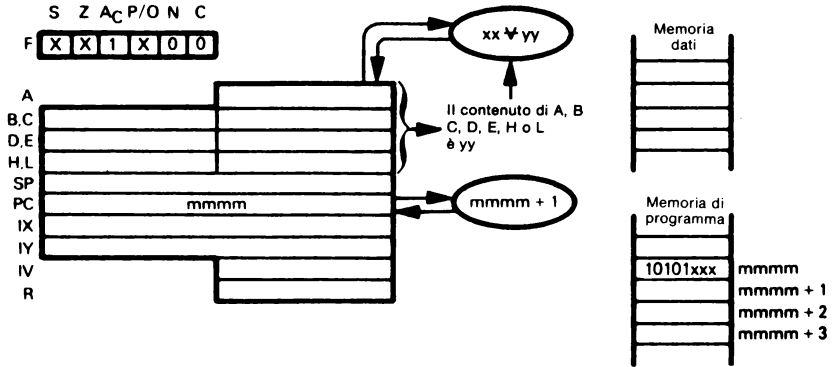 S Z AC P/O N C
F X X 1 X 0 0
xx ⊻ yy
A
B,C
D,E
H,L
SP
PC mmmm
IX
IY
IV
R
Il contenuto di A, B
C, D, E, H o L
è yy
mmmm + 1
Memoria
dati
Memoria di
programma
10101xxx mmmm
mmmm + 1
mmmm + 2
mmmm + 3